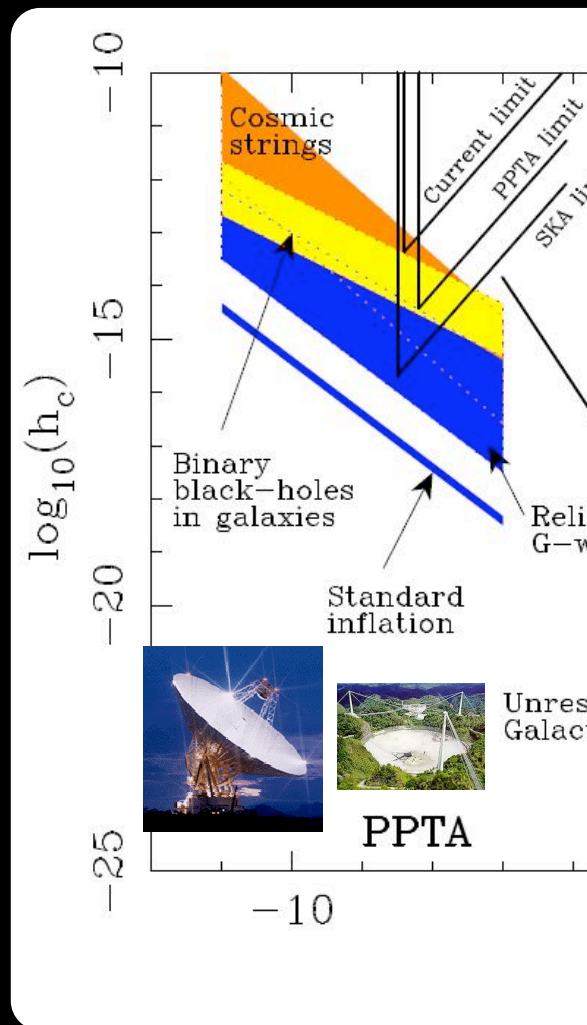 −10
Cosmic
strings
Current limit
PPTA limit
SKA
−15
log10(hc)
Binary
black−holes
in galaxies
Standard
inflation
−20
PPTA
−25
−10